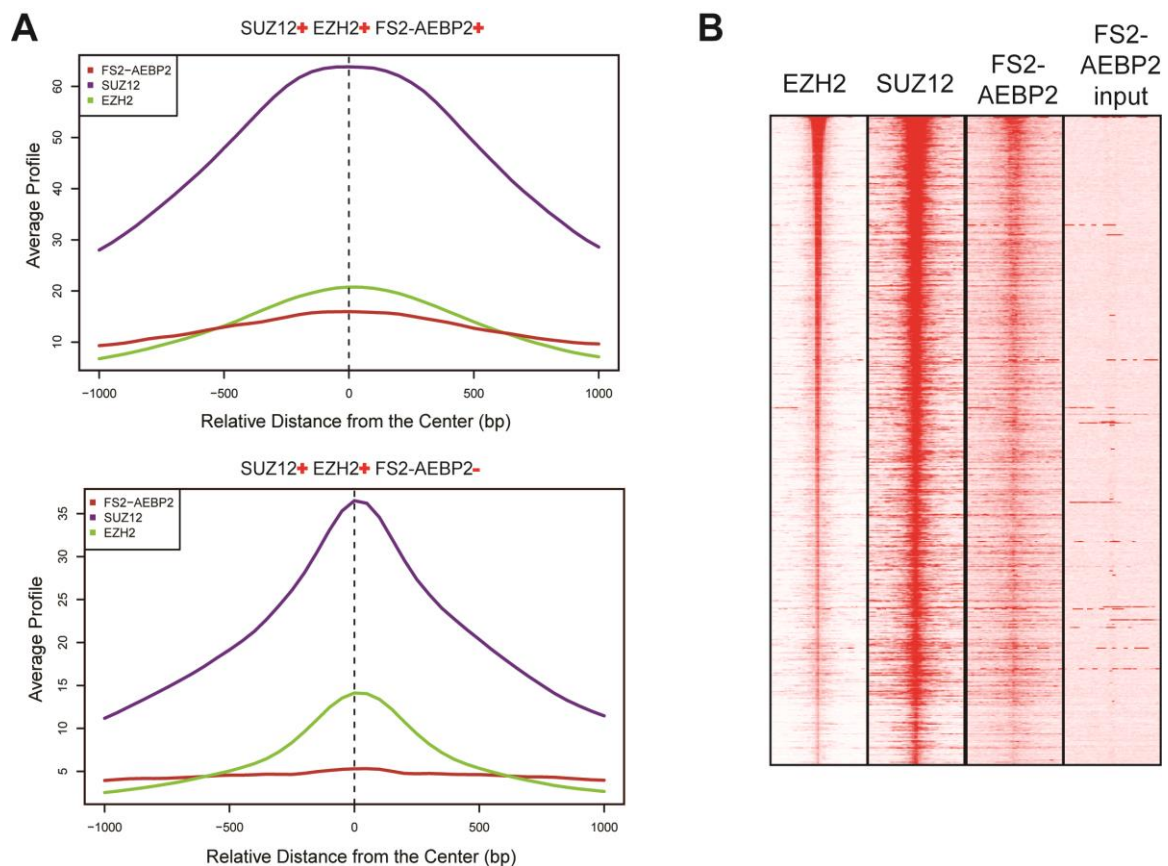 A
SUZ12+ EZH2+ FS2-AEBP2+
FS2-AEBP2
SUZ12
EZH2
Average Profile
60
50
40
30
20
10
-1000
-500
0
500
1000
Relative Distance from the Center (bp)
SUZ12+ EZH2+ FS2-AEBP2-
FS2-AEBP2
SUZ12
EZH2
Average Profile
35
30
25
20
15
10
5
-1000
-500
0
500
1000
Relative Distance from the Center (bp)
B
EZH2
SUZ12
FS2-
AEBP2
FS2-
AEBP2
input